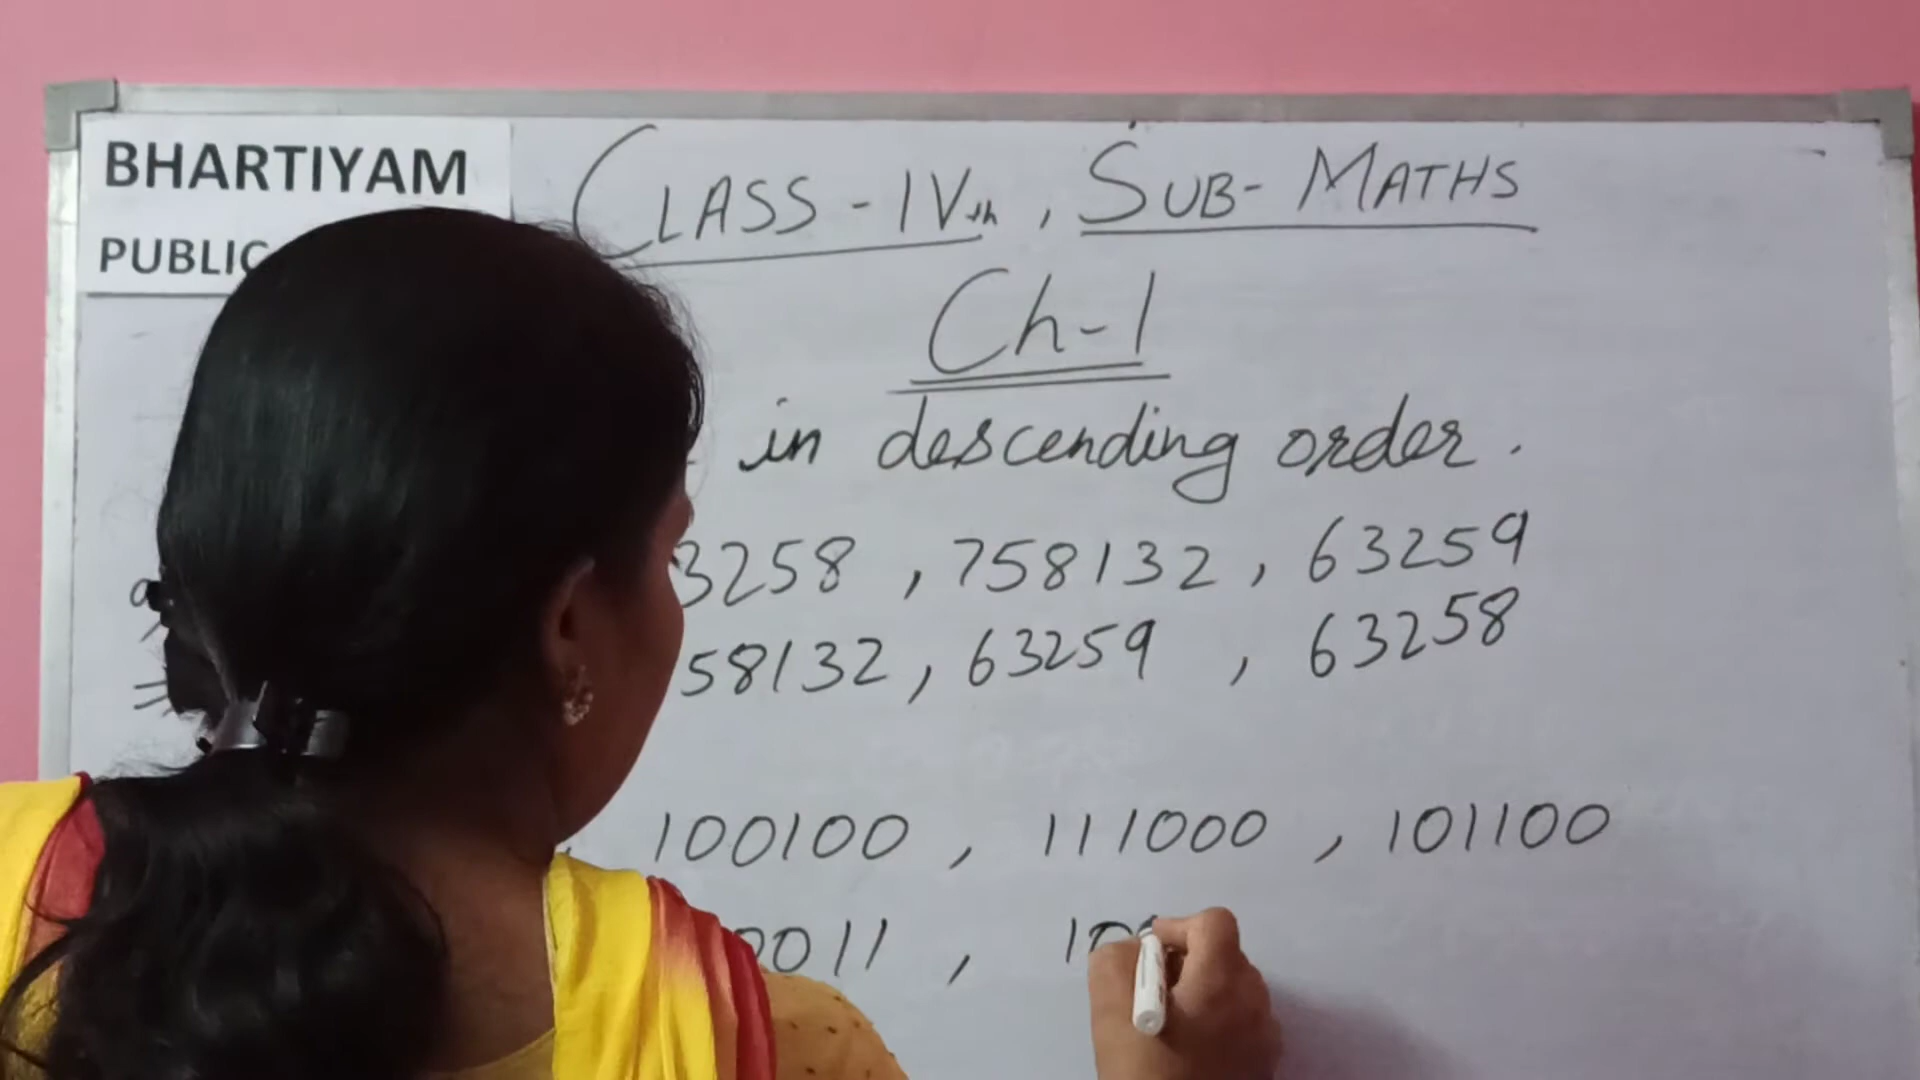 BHARTIYAM
PUBLIC
CLASS - IVth , SUB - MATHS
Ch-1
in descending order .
3258 , 758132 , 63259
58132 , 63259 , 63258
100100 , 111000 , 101100
0011 , 10